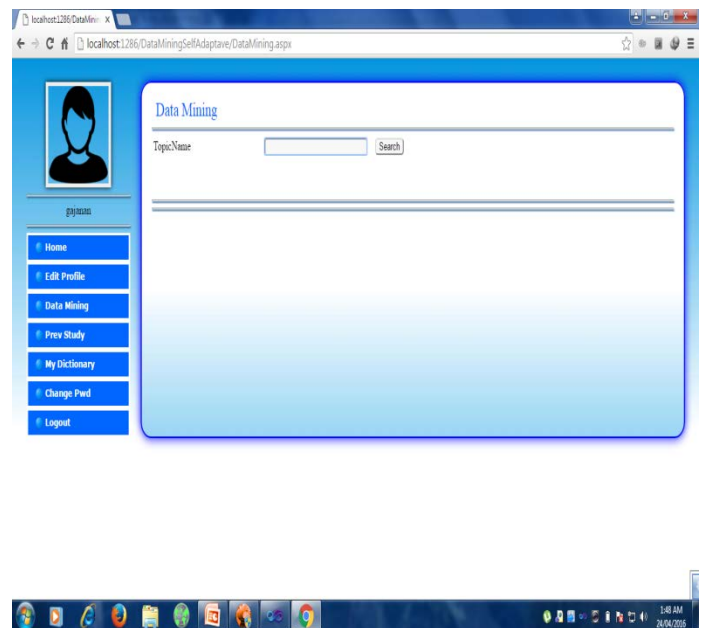 localhost:1286/DataMinin
localhost:1286/DataMiningSelfAdaptave/DataMining.aspx
gajanan
Home
Edit Profile
Data Mining
Prev Study
My Dictionary
Change Pwd
Logout
Data Mining
TopicName
Search
1:48 AM
24/04/2016